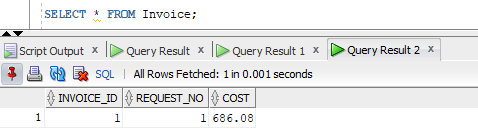 SELECT * FROM Invoice;
Script Output x Query Result x Query Result 1 x Query Result 2 x
SQL | All Rows Fetched: 1 in 0.001 seconds
INVOICE_ID REQUEST_NO COST
1 1 1 686.08